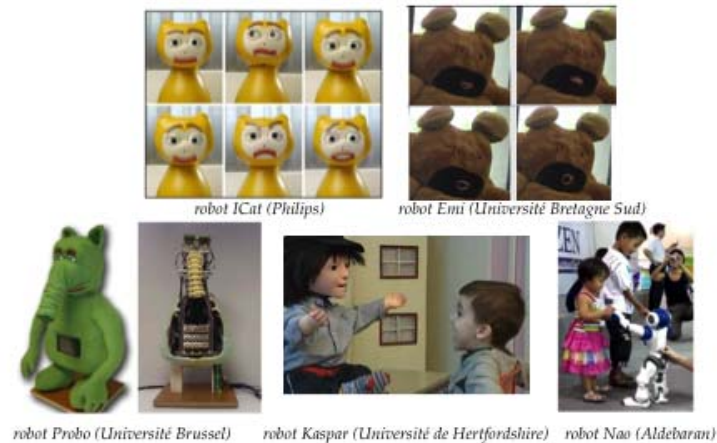 robot ICat (Philips)
robot Emi (Université Bretagne Sud)
ZEN
robot Probo (Université Brussel)
robot Kaspar (Université de Hertfordshire)
robot Nao (Aldebaran)